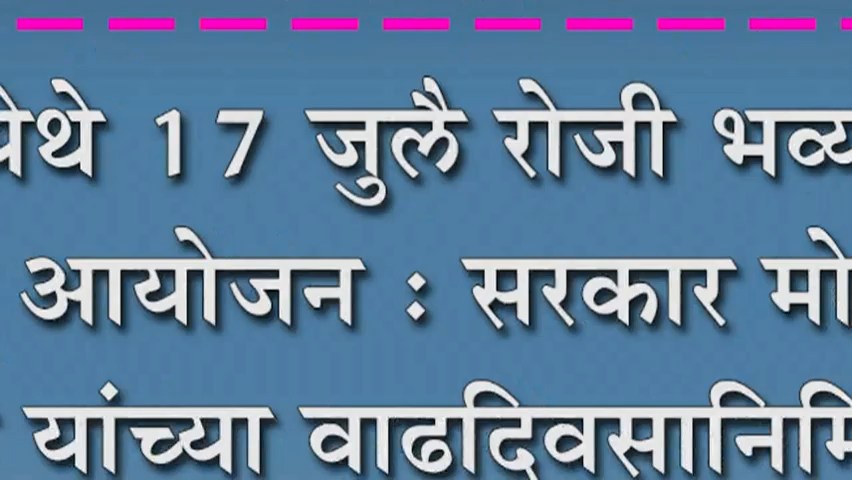 येथे 17 जुलै रोजी भव्य
आयोजन : सरकार मो
यांच्या वाढदिवसानिमि